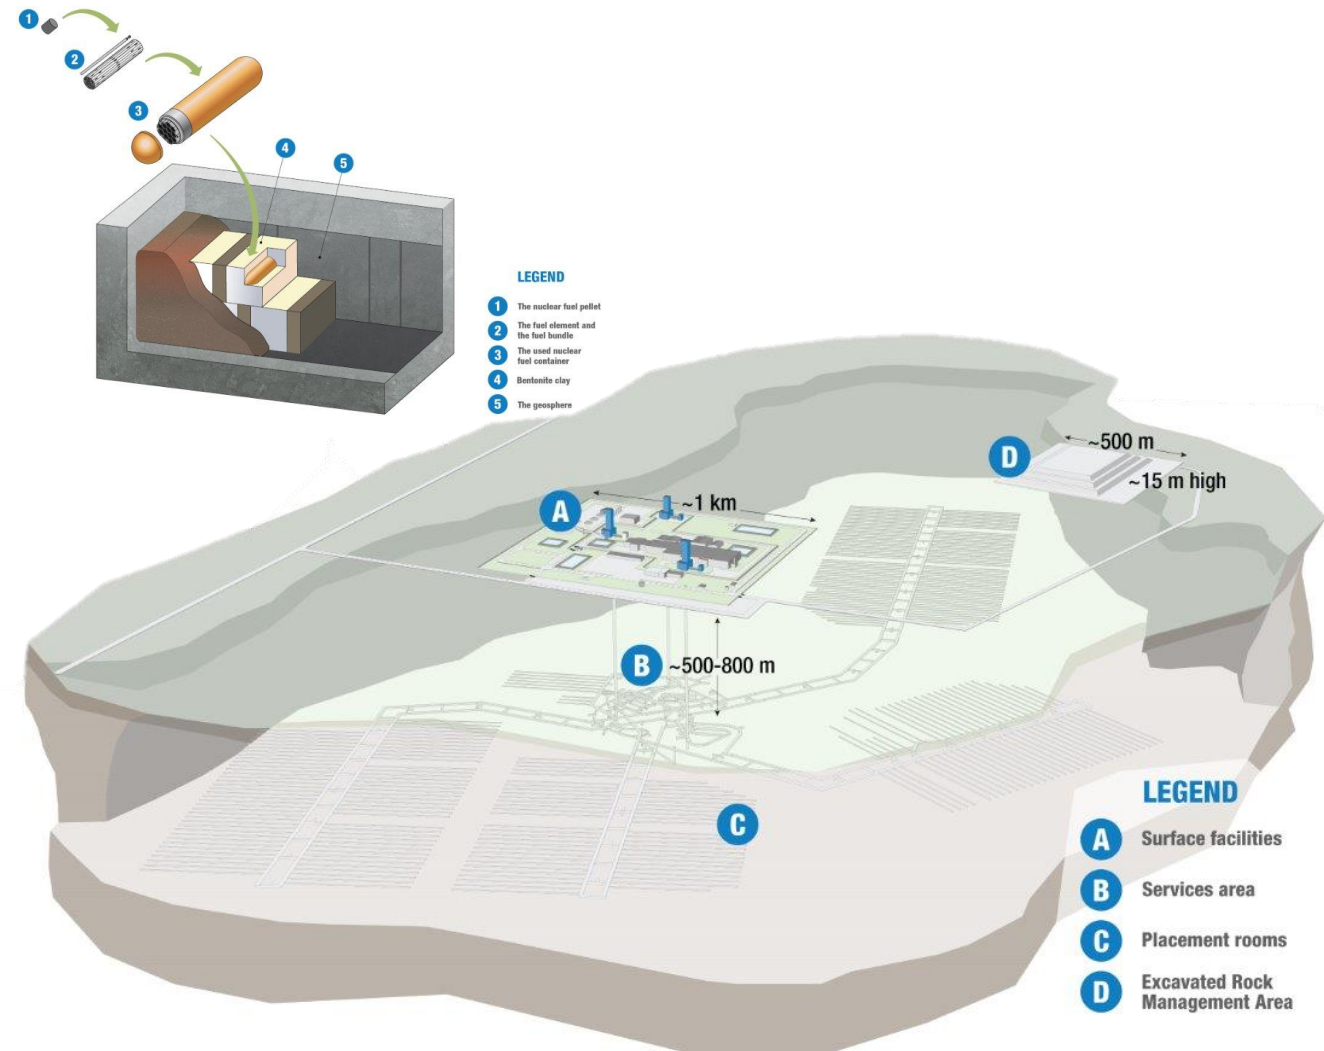 1
2
3
4
5
LEGEND
1 The nuclear fuel pellet
2 The fuel element and
the fuel bundle
3 The used nuclear
fuel container
4 Bentonite clay
5 The geosphere
D
~500 m
~15 m high
A
~1 km
B
~500-800 m
C
LEGEND
A Surface facilities
B Services area
C Placement rooms
D Excavated Rock
Management Area